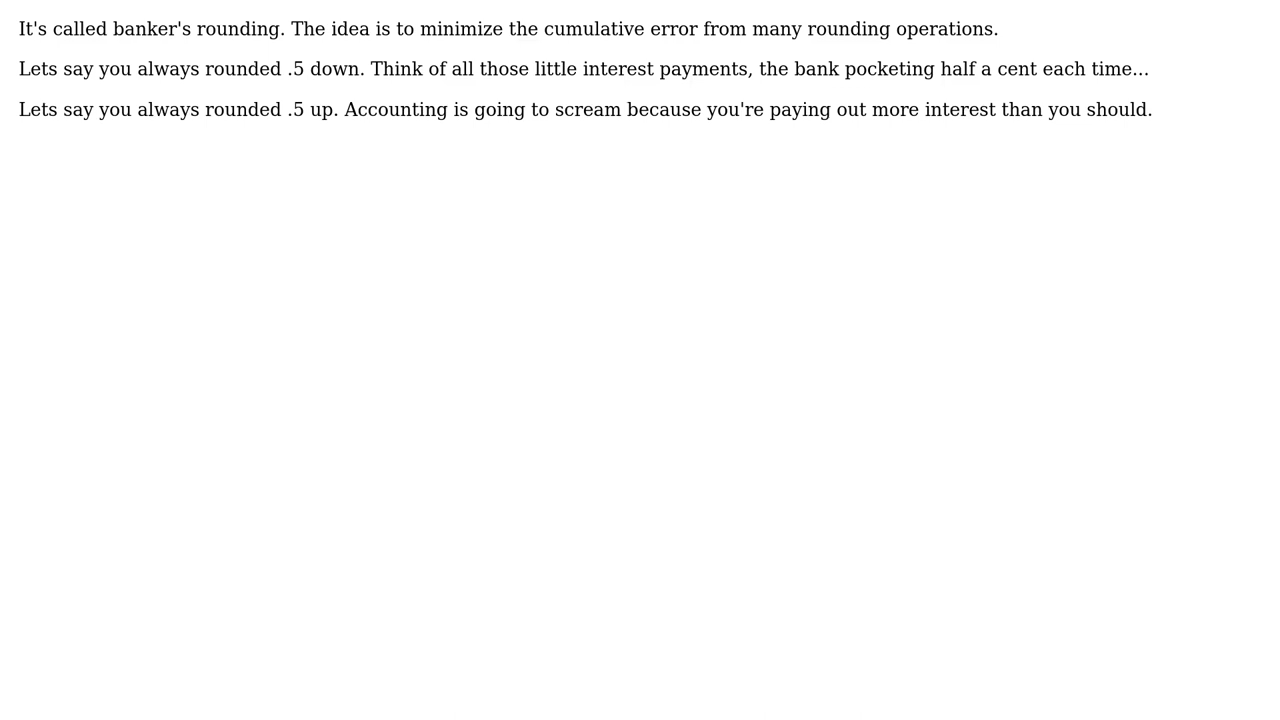 It's called banker's rounding. The idea is to minimize the cumulative error from many rounding operations.
Lets say you always rounded .5 down. Think of all those little interest payments, the bank pocketing half a cent each time...
Lets say you always rounded .5 up. Accounting is going to scream because you're paying out more interest than you should.